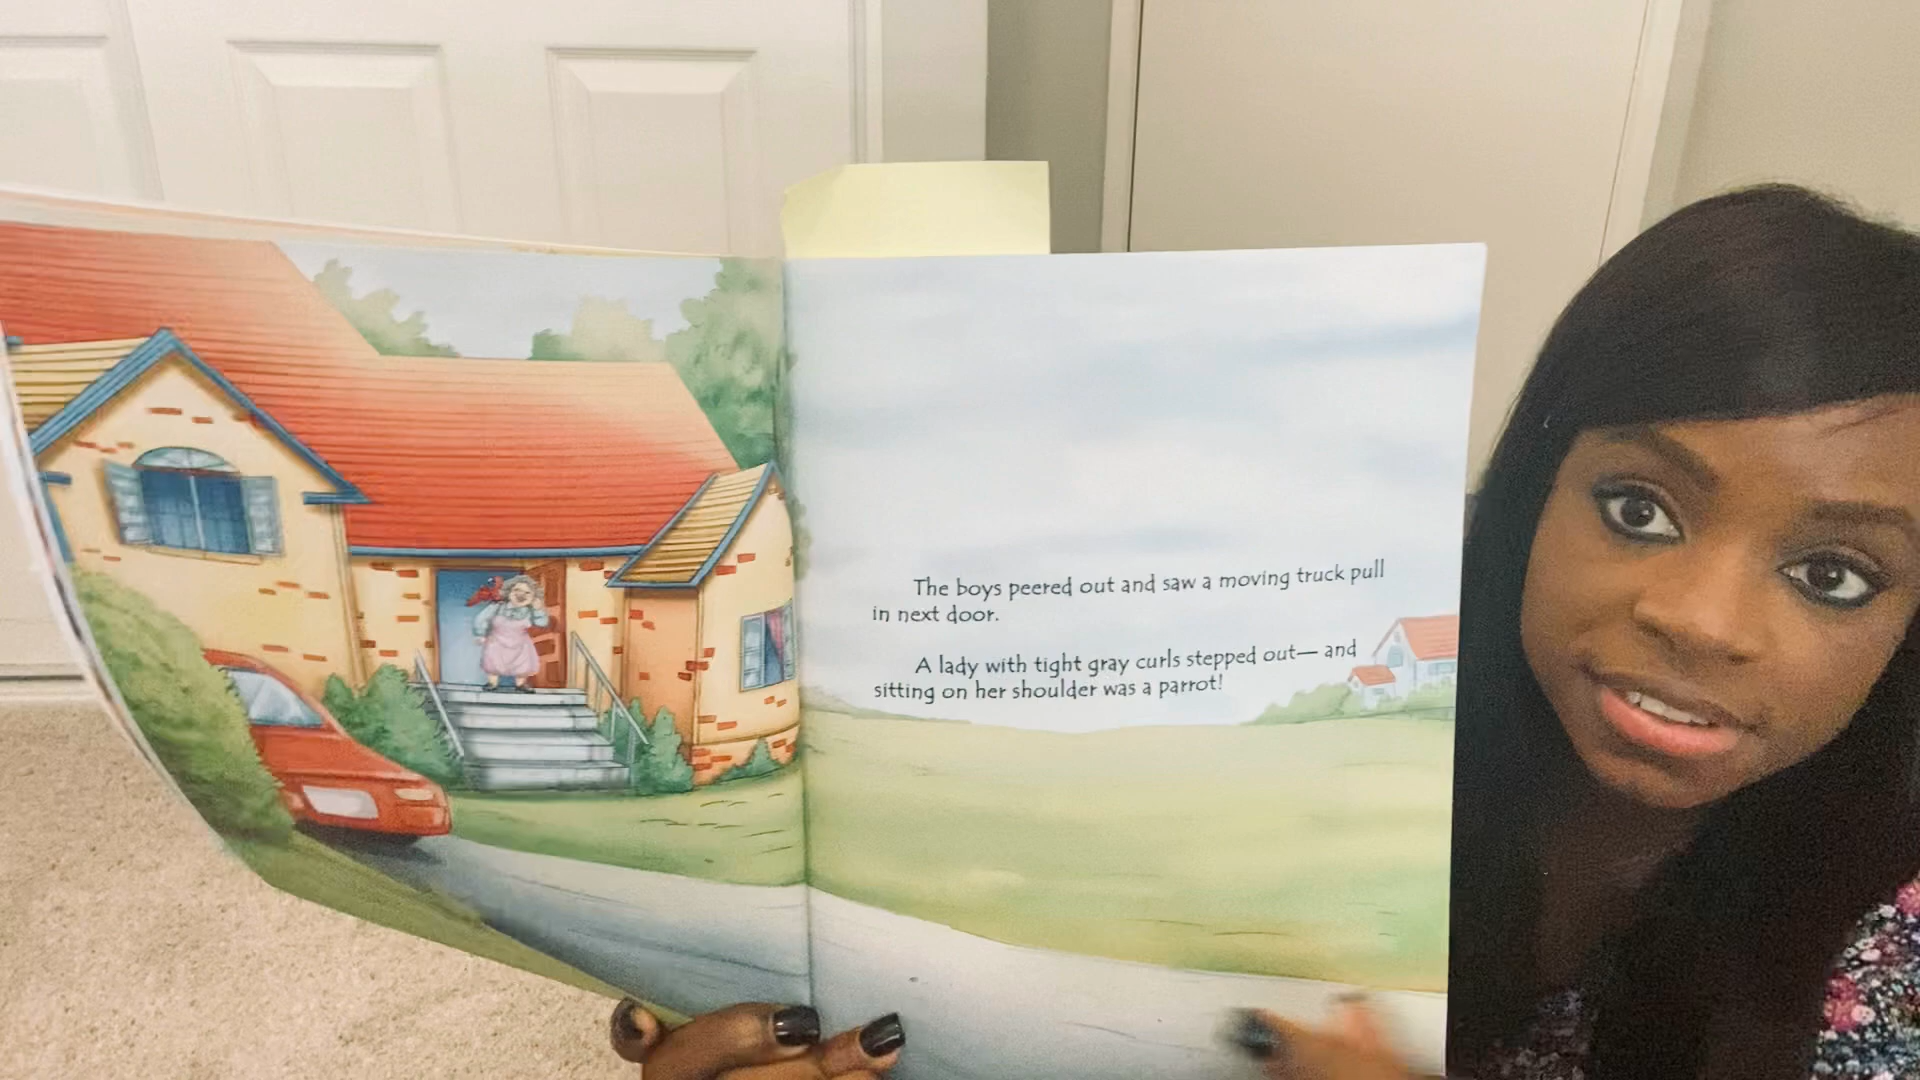 The boys peered out and saw a moving truck pull
in next door.
A lady with tight gray curls stepped out— and
sitting on her shoulder was a parrot!